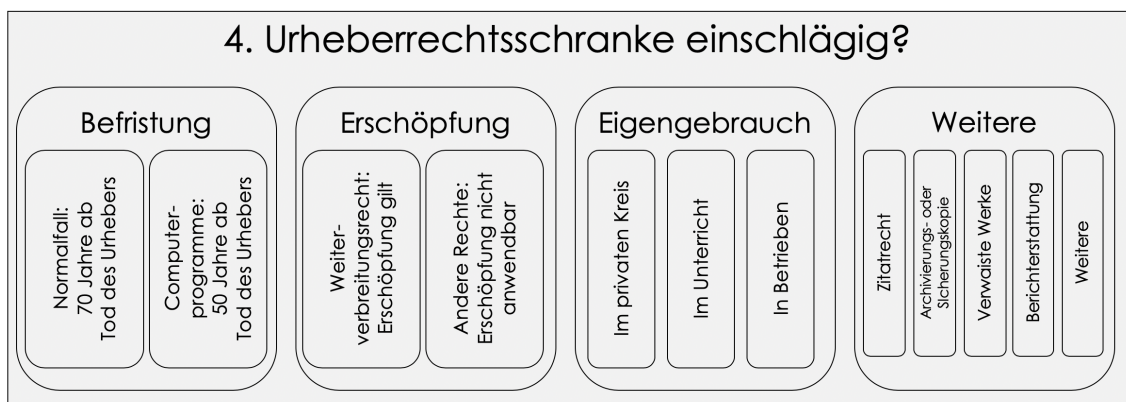 4. Urheberrechtsschranke einschlägig?
Befristung
Normalfall:
70 Jahre ab
Tod des Urhebers
Computer-
programme:
50 Jahre ab
Tod des Urhebers
Erschöpfung
Weiter-
verbreitungsrecht:
Erschöpfung gilt
Andere Rechte:
Erschöpfung nicht
anwendbar
Eigengebrauch
Im privaten Kreis
Im Unterricht
In Betrieben
Weitere
Zitatrecht
Archivierungs- oder
Sicherungskopie
Verwaiste Werke
Berichterstattung
Weitere